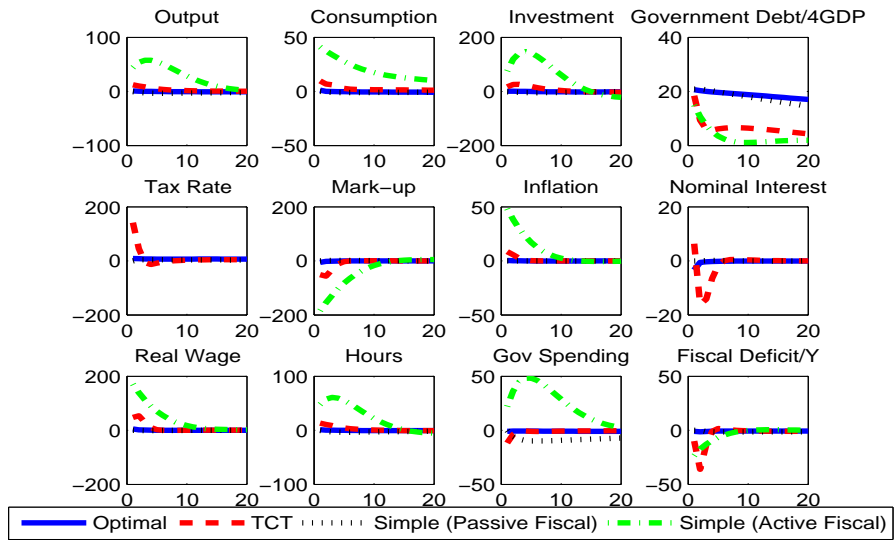 Output Consumption Investment Government Debt/4GDP
100 50 200 40
0 0 0 20
−100 −50 −200 0
0 10 20 0 10 20 0 10 20 0 10 20
Tax Rate Mark−up Inflation Nominal Interest
200 200 50 20
0 0 0 0
−200 −200 −50 −20
0 10 20 0 10 20 0 10 20 0 10 20
Real Wage Hours Gov Spending Fiscal Deficit/Y
200 100 50 50
0 0 0 0
−200 −100 −50 −50
0 10 20 0 10 20 0 10 20 0 10 20
Optimal TCT Simple (Passive Fiscal) Simple (Active Fiscal)